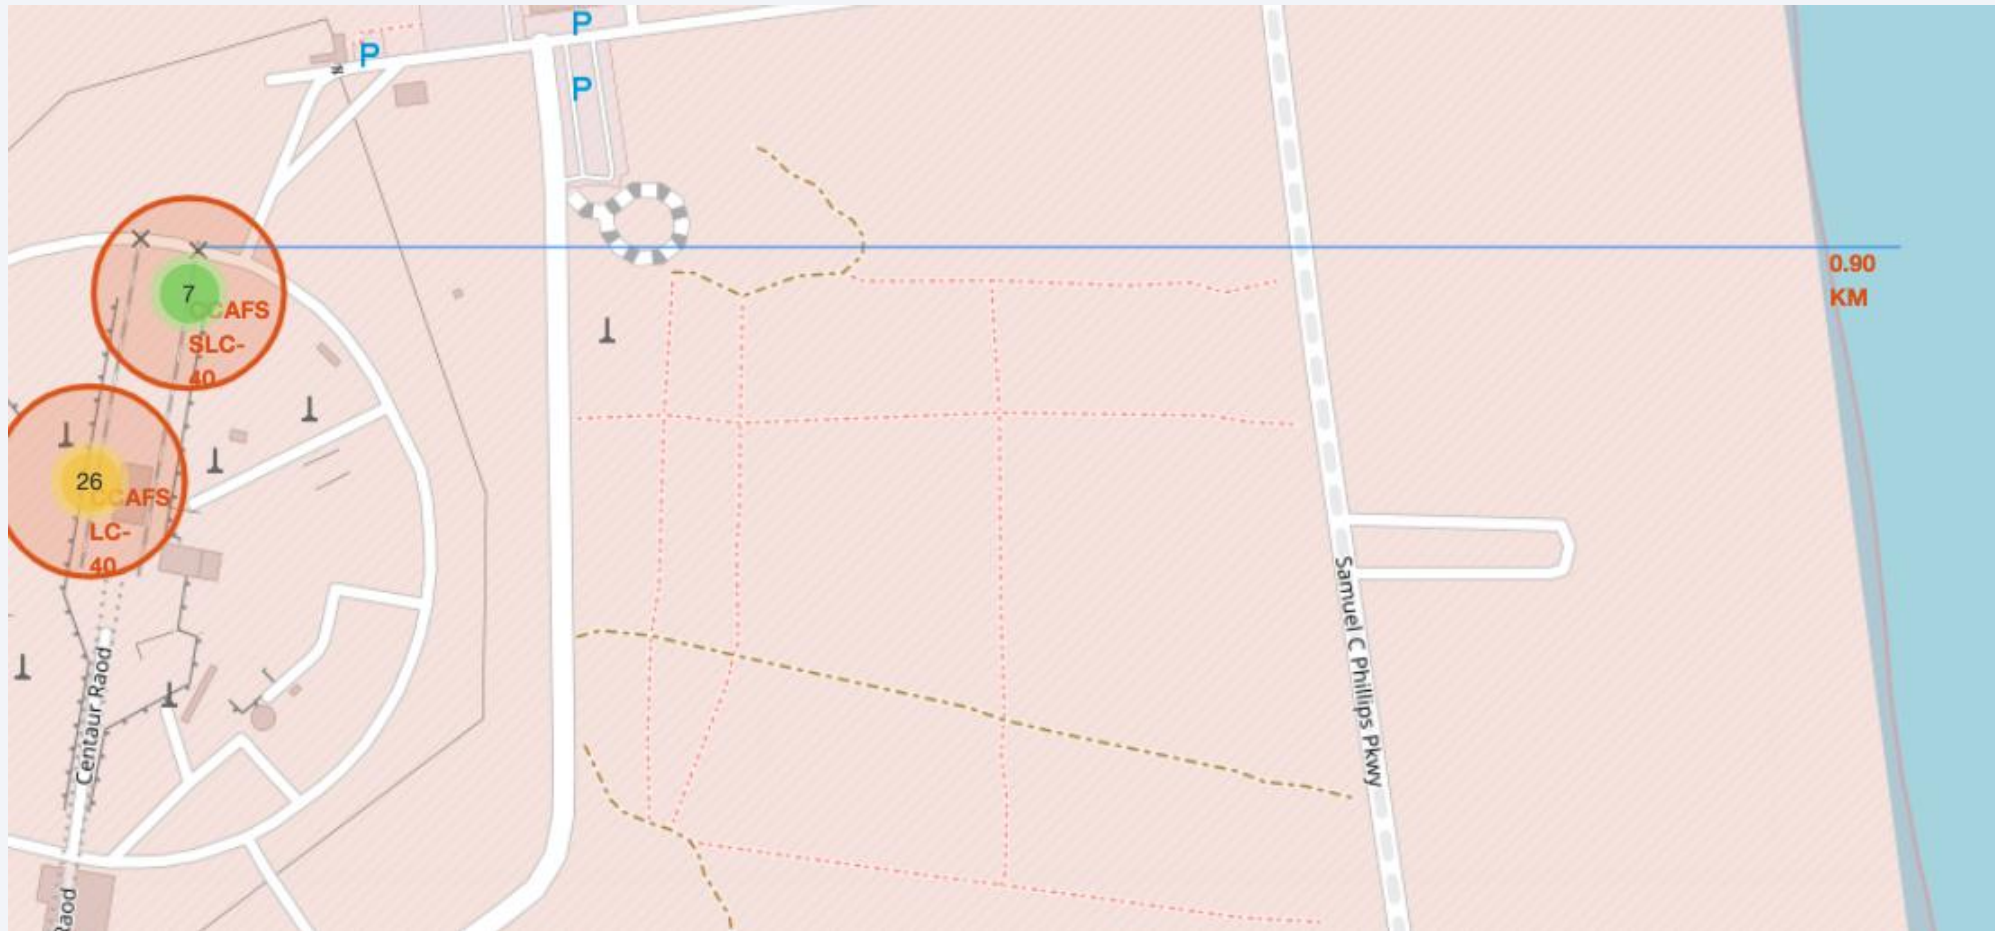 P
P
P
0.90
KM
7
CCAFS
SLC-
40
26
CCAFS
LC-
40
Samuel C Phillips Pkwy
Centaur Raod
Raod